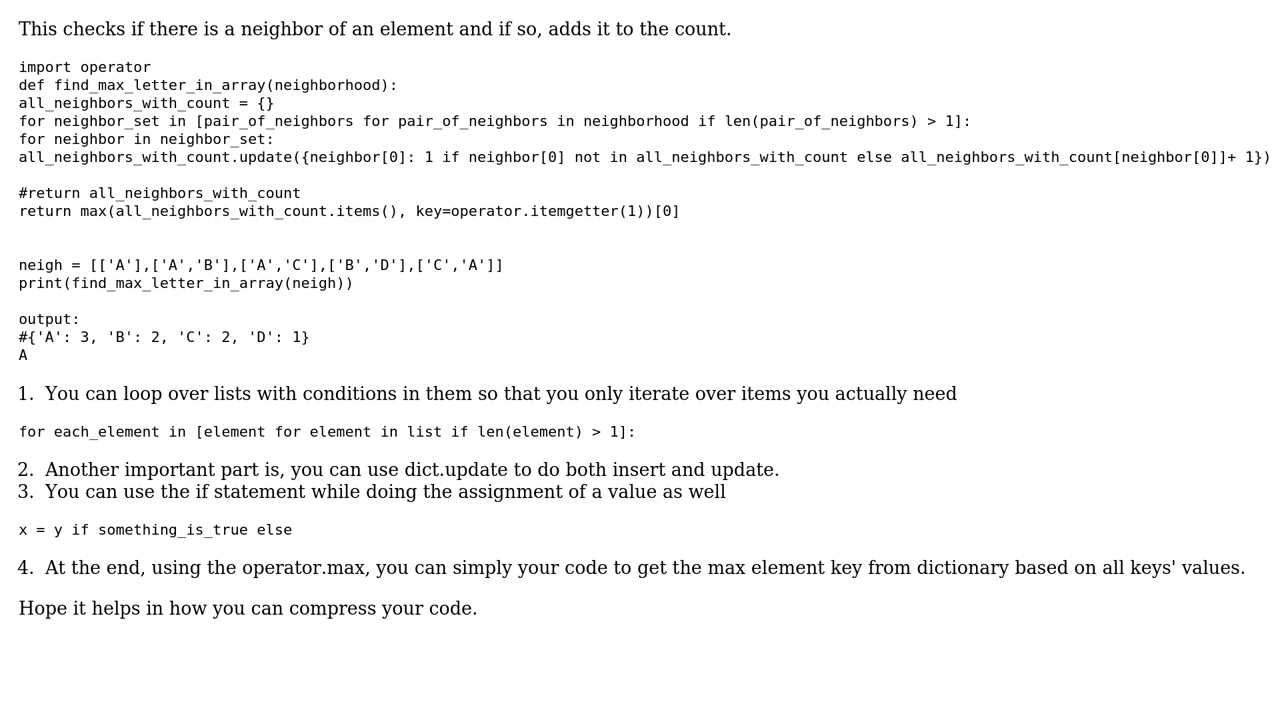 This checks if there is a neighbor of an element and if so, adds it to the count.
import operator
def find_max_letter_in_array(neighborhood):
all_neighbors_with_count = {}
for neighbor_set in [pair_of_neighbors for pair_of_neighbors in neighborhood if len(pair_of_neighbors) > 1]:
for neighbor in neighbor_set:
all_neighbors_with_count.update({neighbor[0]: 1 if neighbor[0] not in all_neighbors_with_count else all_neighbors_with_count[neighbor[0]]+ 1})
#return all_neighbors_with_count
return max(all_neighbors_with_count.items(), key=operator.itemgetter(1))[0]
neigh = [['A'],['A','B'],['A','C'],['B','D'],['C','A']]
print(find_max_letter_in_array(neigh))
output:
#{'A': 3, 'B': 2, 'C': 2, 'D': 1}
A
1. You can loop over lists with conditions in them so that you only iterate over items you actually need
for each_element in [element for element in list if len(element) > 1]:
2. Another important part is, you can use dict.update to do both insert and update.
3. You can use the if statement while doing the assignment of a value as well
x = y if something_is_true else
4. At the end, using the operator.max, you can simply your code to get the max element key from dictionary based on all keys' values.
Hope it helps in how you can compress your code.